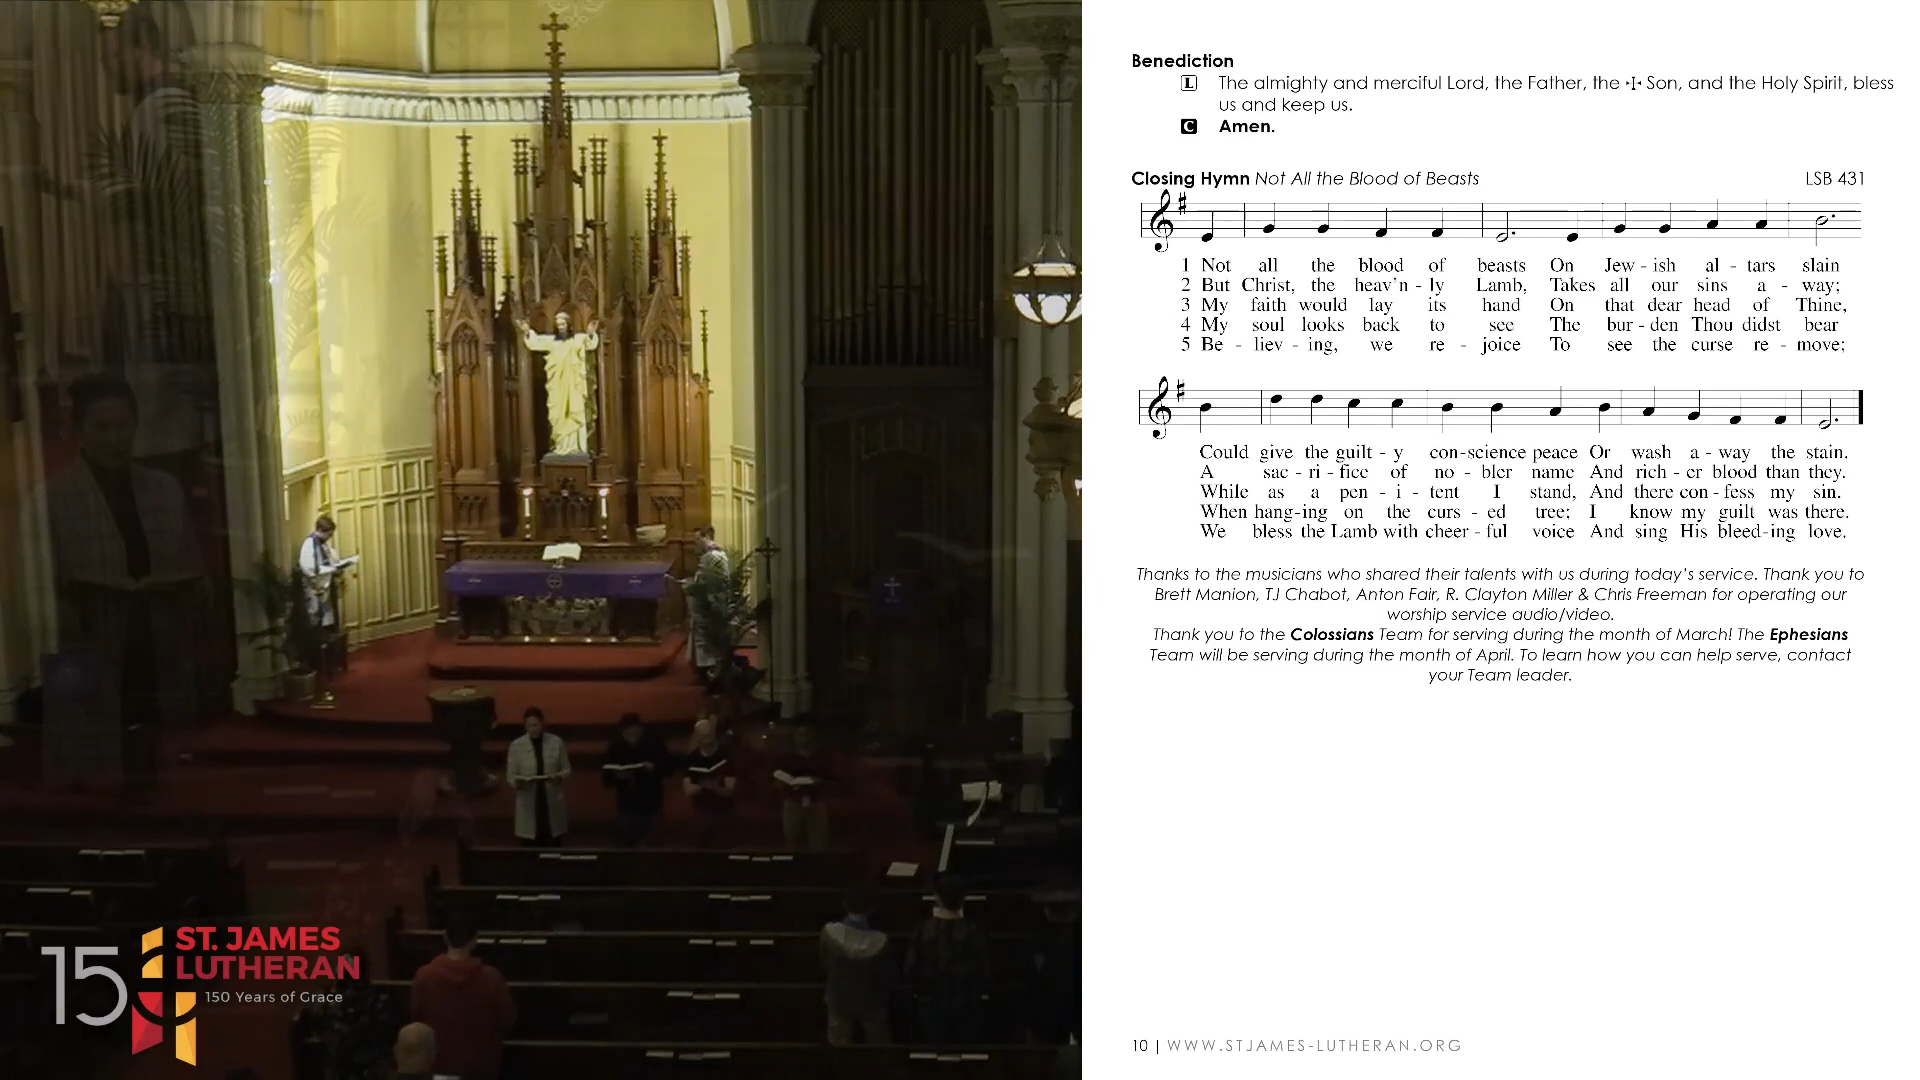 Benediction
L The almighty and merciful Lord, the Father, the ✠ Son, and the Holy Spirit, bless
us and keep us.
C Amen.
Closing Hymn Not All the Blood of Beasts LSB 431
1 Not all the blood of beasts On Jew - ish al - tars slain
2 But Christ, the heav'n - ly Lamb, Takes all our sins a - way;
3 My faith would lay its hand On that dear head of Thine,
4 My soul looks back to see The bur - den Thou didst bear
5 Be - liev - ing, we re - joice To see the curse re - move;
Could give the guilt - y con-science peace Or wash a - way the stain.
A sac - ri - fice of no - bler name And rich - er blood than they.
While as a pen - i - tent I stand, And there con - fess my sin.
When hang-ing on the curs - ed tree; I know my guilt was there.
We bless the Lamb with cheer - ful voice And sing His bleed-ing love.
Thanks to the musicians who shared their talents with us during today's service. Thank you to
Brett Manion, TJ Chabot, Anton Fair, R. Clayton Miller & Chris Freeman for operating our
worship service audio/video.
Thank you to the Colossians Team for serving during the month of March! The Ephesians
Team will be serving during the month of April. To learn how you can help serve, contact
your Team leader.
10 | WWW.STJAMES-LUTHERAN.ORG
150
ST. JAMES
LUTHERAN
150 Years of Grace